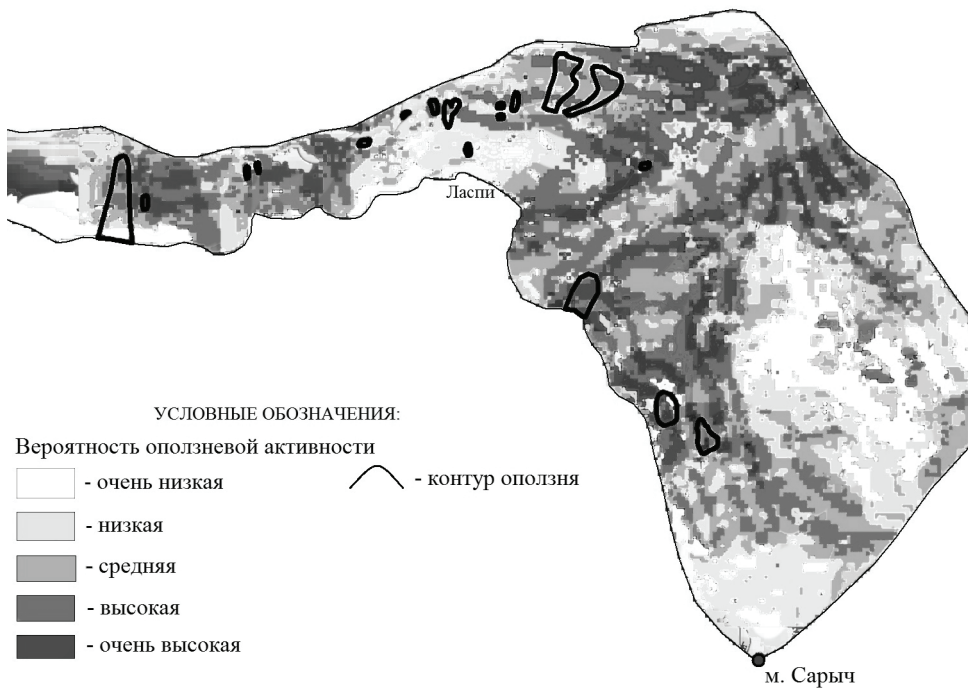 Ласпи
УСЛОВНЫЕ ОБОЗНАЧЕНИЯ:
Вероятность оползневой активности
- очень низкая
- контур оползня
- низкая
- средняя
- высокая
- очень высокая
м. Сарыч